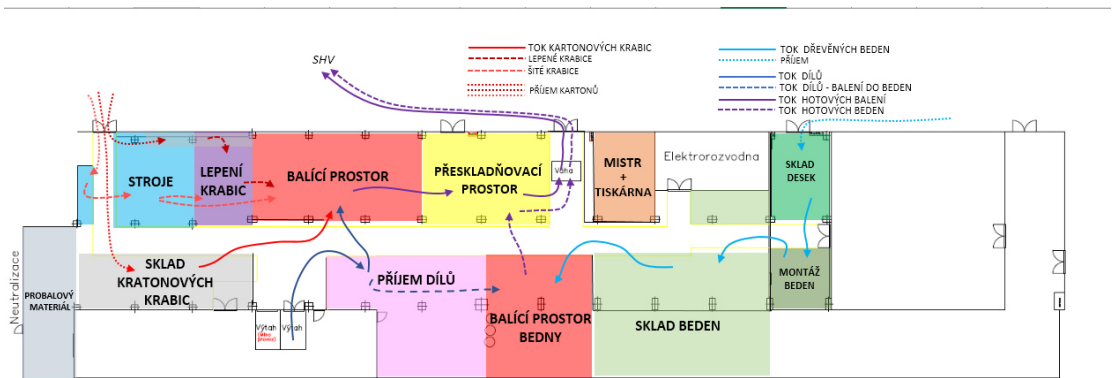 SHV
TOK KARTONOVÝCH KRABIC
LEPENÉ KRABICE
ŠITÉ KRABICE
PŘÍJEM KARTONŮ
TOK DŘEVĚNÝCH BEDEN
PŘÍJEM
TOK DÍLŮ
TOK DÍLŮ - BALENÍ DO BEDEN
TOK HOTOVÝCH BALENÍ
TOK HOTOVÝCH BEDEN
STROJE
LEPENÍ
KRABIC
BALÍCÍ PROSTOR
PŘESKLADŇOVACÍ
PROSTOR
Váha
MISTR
+
TISKÁRNA
Elektrorozvodna
SKLAD
DESEK
Neutralizace
PROBALOVÝ
MATERIÁL
SKLAD
KRATONOVÝCH
KRABIC
Výtah
Výtah
PŘÍJEM DÍLŮ
BALÍCÍ PROSTOR
BEDNY
SKLAD BEDEN
MONTÁŽ
BEDEN